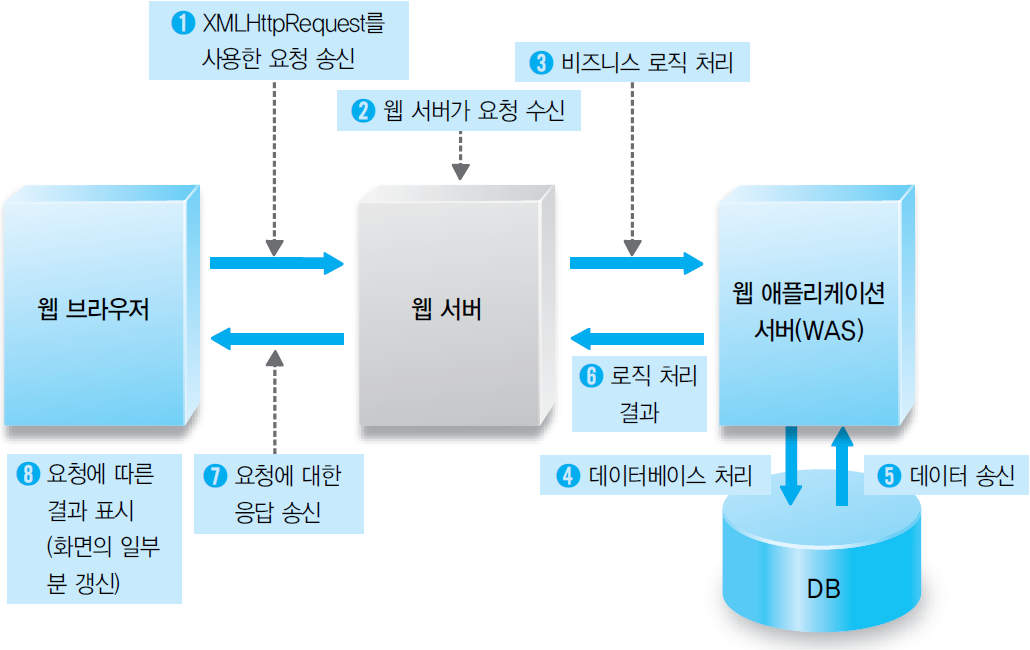 ❶ XMLHttpRequest를
사용한 요청 송신
❸ 비즈니스 로직 처리
❷ 웹 서버가 요청 수신
웹 브라우저
웹 서버
웹 애플리케이션
서버(WAS)
❻ 로직 처리
결과
❽ 요청에 따른
결과 표시
(화면의 일부
분 갱신)
❼ 요청에 대한
응답 송신
❹ 데이터베이스 처리
❺ 데이터 송신
DB